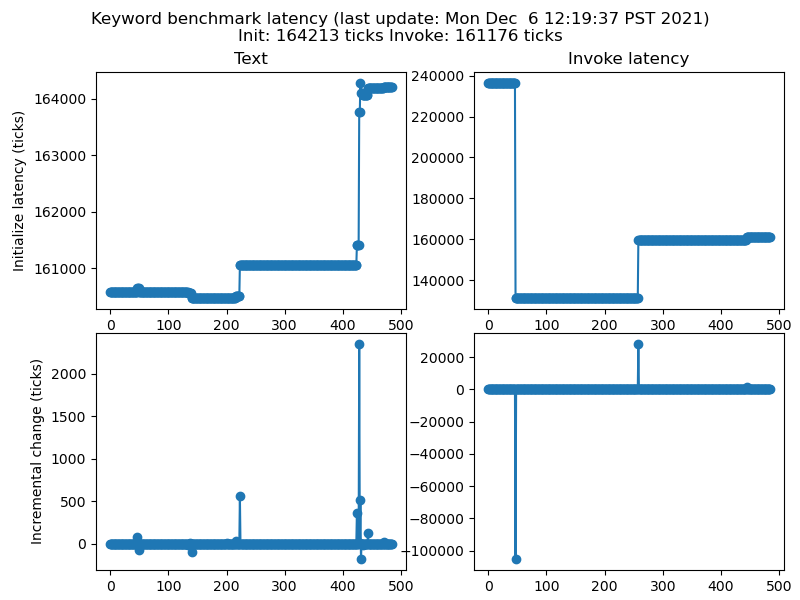 Keyword benchmark latency (last update: Mon Dec  6 12:19:37 PST 2021)
Init: 164213 ticks Invoke: 161176 ticks
Text
Invoke latency
Initialize latency (ticks)
164000
163000
162000
161000
0 100 200 300 400 500
240000
220000
200000
180000
160000
140000
0 100 200 300 400 500
Incremental change (ticks)
2000
1500
1000
500
0
0 100 200 300 400 500
20000
0
−20000
−40000
−60000
−80000
−100000
0 100 200 300 400 500